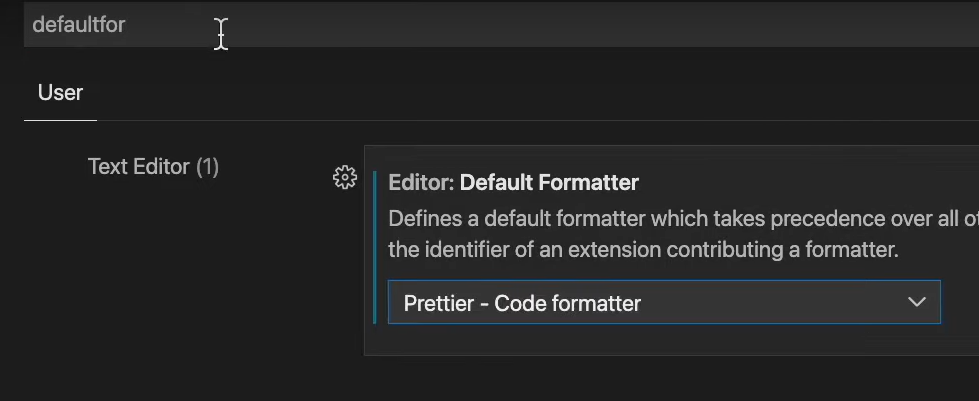 defaultfor
User
Text Editor (1)
Editor: Default Formatter
Defines a default formatter which takes precedence over all
the identifier of an extension contributing a formatter.
Prettier - Code formatter